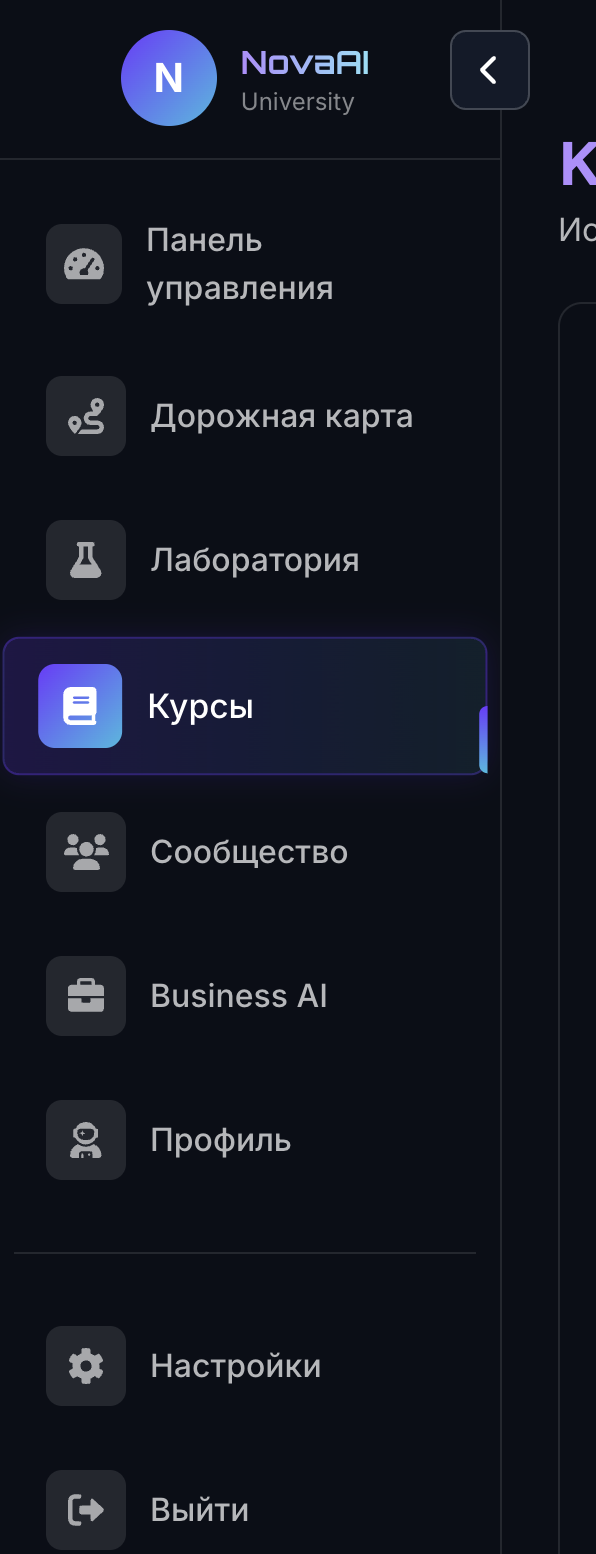 N
NovaAI
University
К
Ис
Панель
управления
Дорожная карта
Лаборатория
Курсы
Сообщество
Business AI
Профиль
Настройки
Выйти